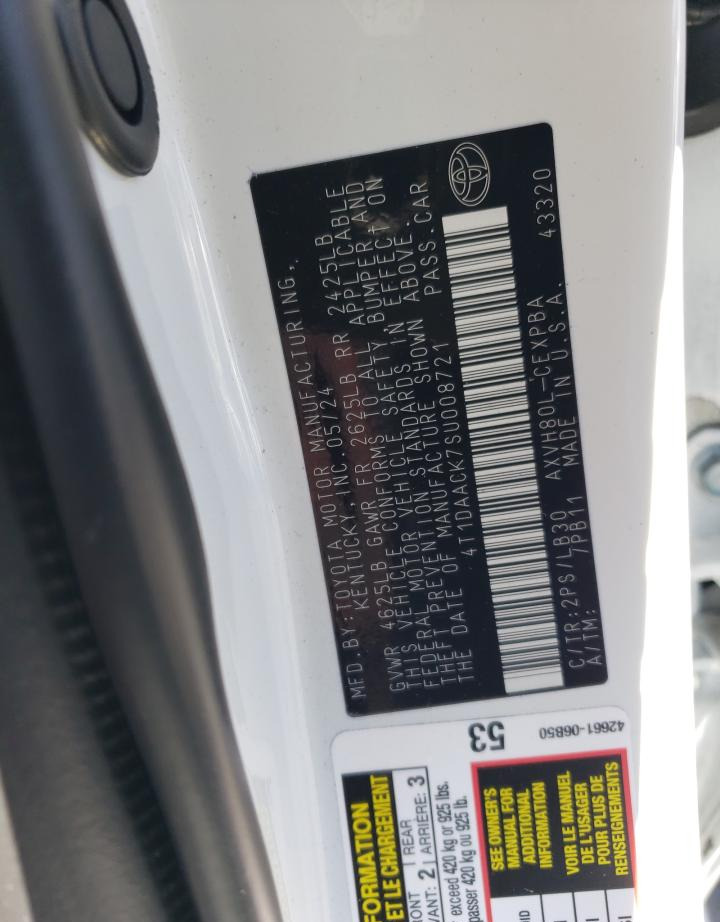 MFD. BY: TOYOTA MOTOR MANUFACTURING,
KENTUCKY, INC. 05/24
GVWR 4625LB GAWR FR 2625LB RR 2425LB
THIS VEHICLE CONFORMS TO ALL APPLICABLE
FEDERAL MOTOR VEHICLE SAFETY, BUMPER, AND
THEFT PREVENTION STANDARDS IN EFFECT ON
THE DATE OF MANUFACTURE SHOWN ABOVE.
4T1DAACK7SU008721 PASS. CAR
C/TR:2PS/LB30 AXVH80L-CEXPBA 43320
A/TM: 7PB11 MADE IN U.S.A.
53
42661-06B50
FORMATION
ET LE CHARGEMENT
REAR
2 ARRIÈRE: 3
exceed 420 kg or 925 lbs.
passer 420 kg ou 925 lb.
SEE OWNER'S
MANUAL FOR
ADDITIONAL
INFORMATION
VOIR LE MANUEL
DE L'USAGER
POUR PLUS DE
RENSEIGNEMENTS